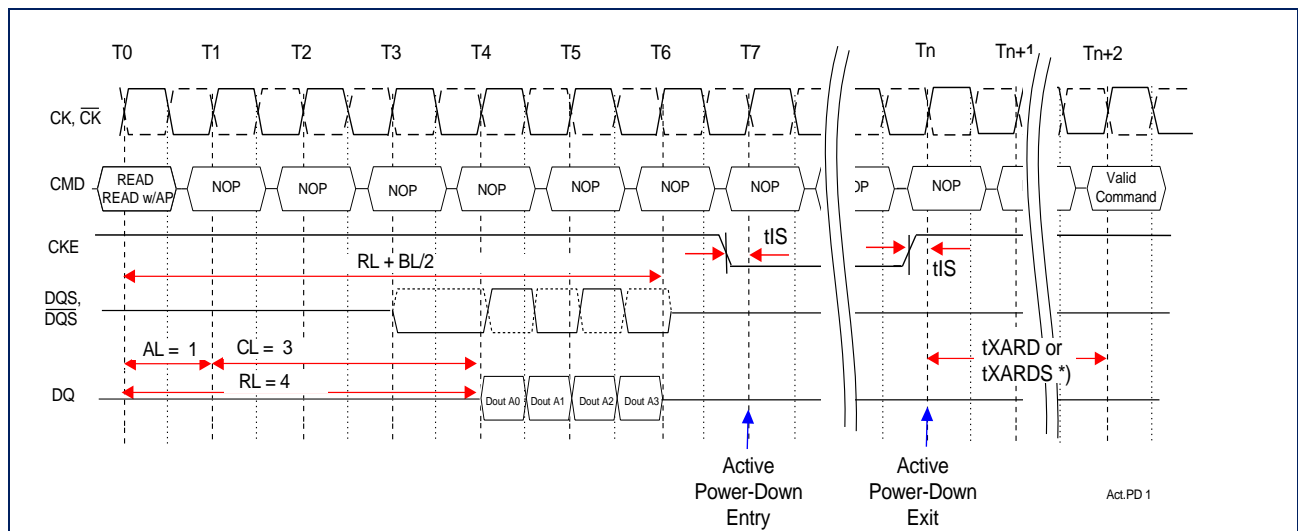 T0 T1 T2 T3 T4 T5 T6 T7 Tn Tn+1 Tn+2
CK, CK
CMD READ
READ w/AP NOP NOP NOP NOP NOP NOP NOP OP NOP Valid
Command
CKE tIS tIS
RL + BL/2
DQS,
DQS
AL = 1 CL = 3 tXARD or
tXARDS *)
RL = 4
DQ Dout A0 Dout A1 Dout A2 Dout A3
Active
Power-Down
Entry
Active
Power-Down
Exit
Act.PD 1